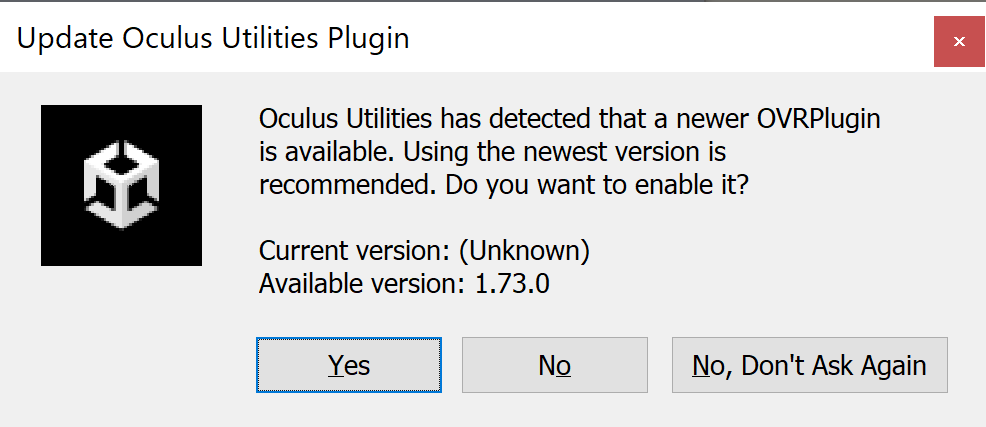 Update Oculus Utilities Plugin
Oculus Utilities has detected that a newer OVRPlugin
is available. Using the newest version is
recommended. Do you want to enable it?
Current version: (Unknown)
Available version: 1.73.0
Yes
No
No, Don't Ask Again